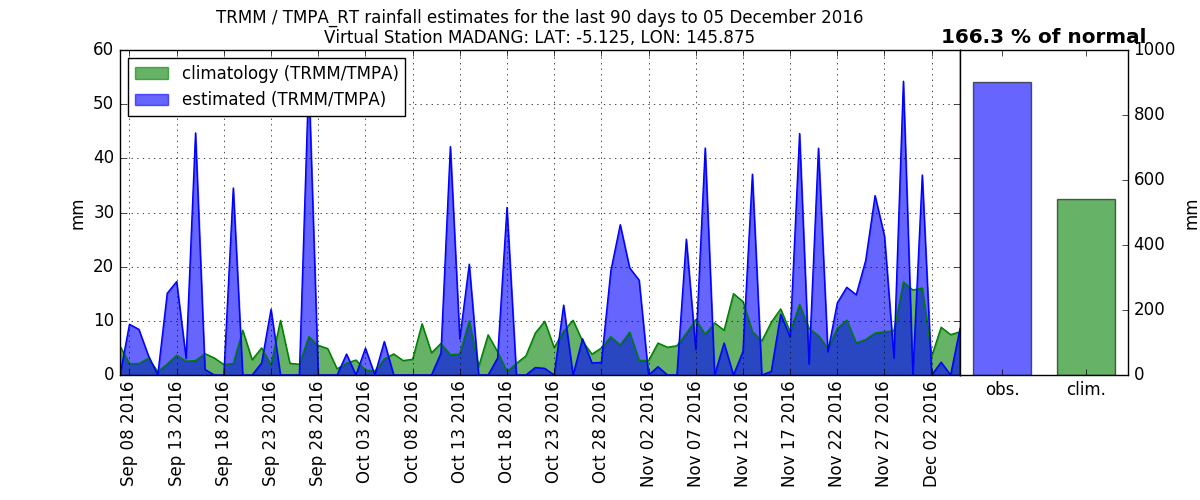 TRMM / TMPA_RT rainfall estimates for the last 90 days to 05 December 2016
Virtual Station MADANG: LAT: -5.125, LON: 145.875
166.3 % of normal
climatology (TRMM/TMPA)
estimated (TRMM/TMPA)
60
50
40
30
20
10
0
mm
Sep 08 2016
Sep 13 2016
Sep 18 2016
Sep 23 2016
Sep 28 2016
Oct 03 2016
Oct 08 2016
Oct 13 2016
Oct 18 2016
Oct 23 2016
Oct 28 2016
Nov 02 2016
Nov 07 2016
Nov 12 2016
Nov 17 2016
Nov 22 2016
Nov 27 2016
Dec 02 2016
obs.
clim.
1000
800
600
400
200
0
mm